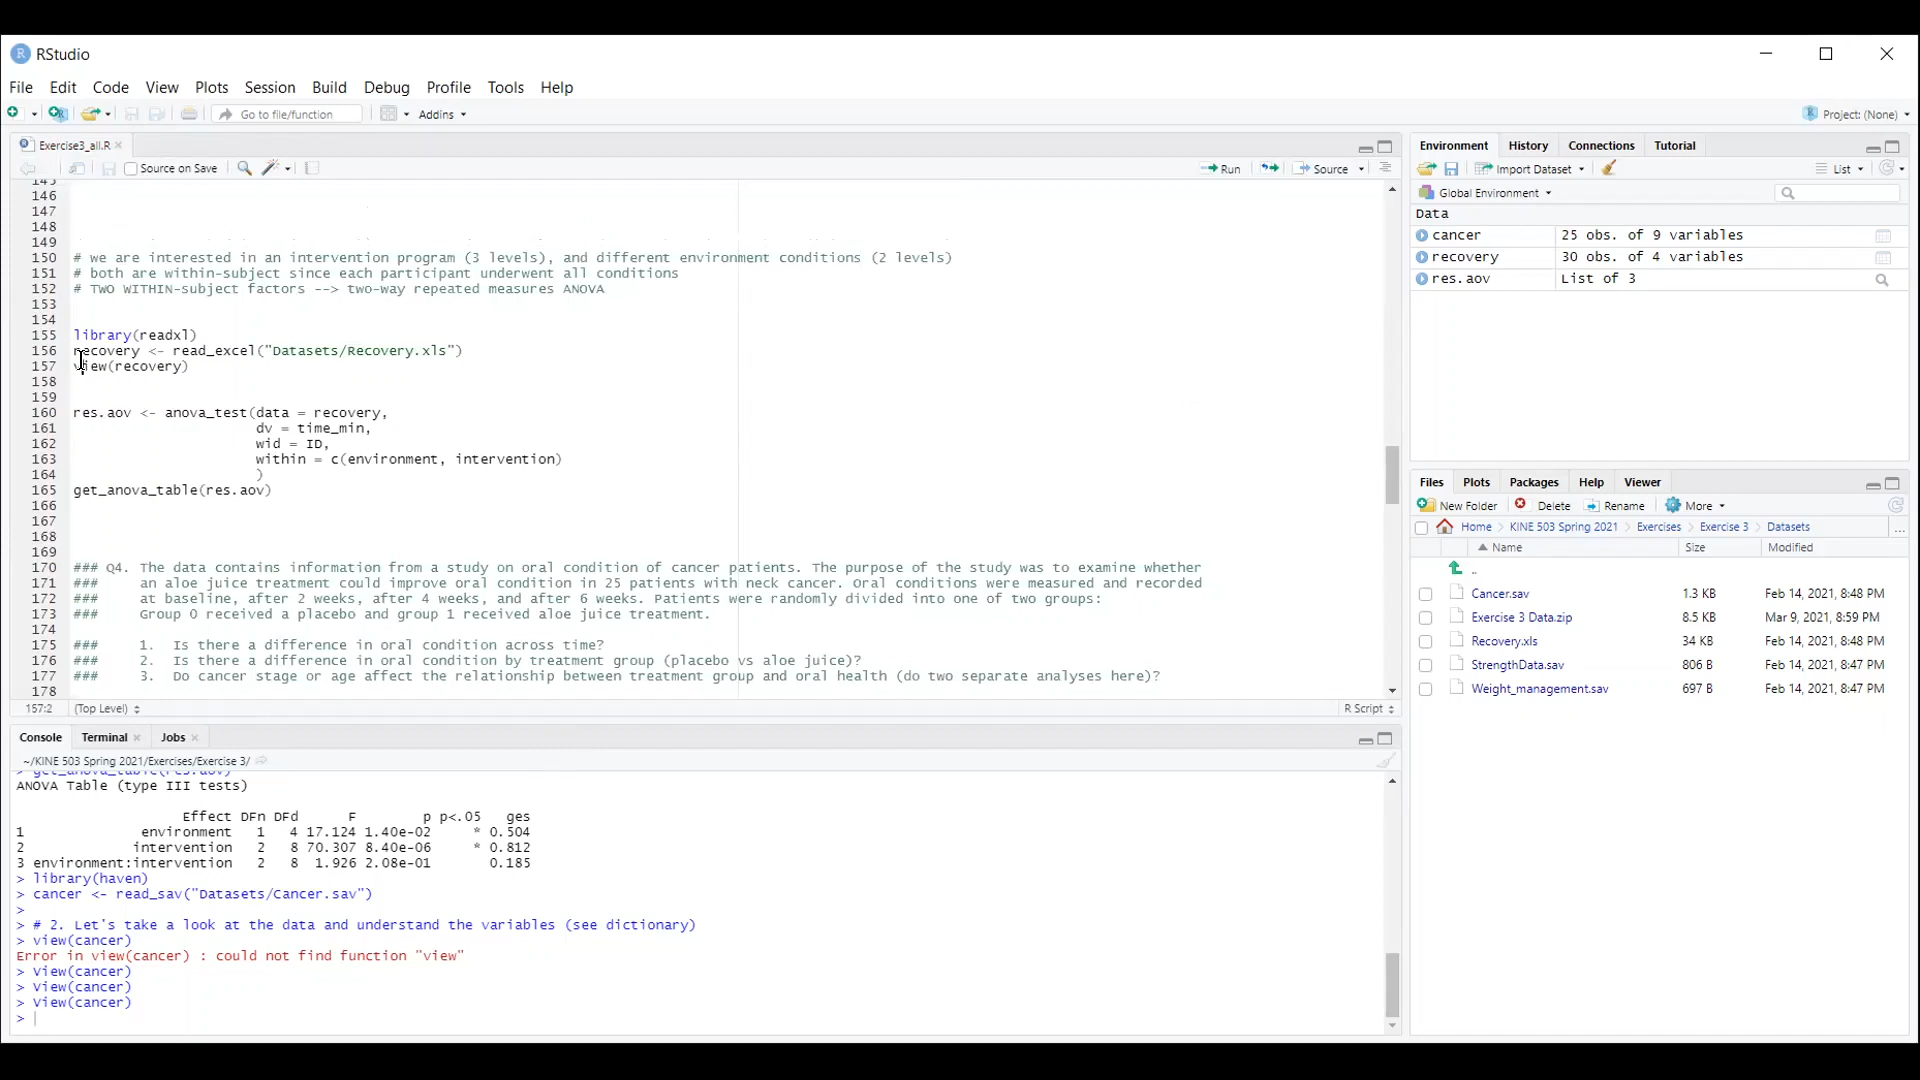 RStudio
File Edit Code View Plots Session Build Debug Profile Tools Help
Go to file/function Addins Project: (None)
Exercise3_all.R
Source on Save Run Source
145
146
147
148
149
150 # we are interested in an intervention program (3 levels), and different environment conditions (2 levels)
151 # both are within-subject since each participant underwent all conditions
152 # TWO WITHIN-subject factors --> two-way repeated measures ANOVA
153
154
155 library(readxl)
156 recovery <- read_excel("Datasets/Recovery.xls")
157 view(recovery)
158
159
160 res.aov <- anova_test(data = recovery,
161 dv = time_min,
162 wid = ID,
163 within = c(environment, intervention)
164 )
165 get_anova_table(res.aov)
166
167
168
169
170 ### Q4. The data contains information from a study on oral condition of cancer patients. The purpose of the study was to examine whether
171 ### an aloe juice treatment could improve oral condition in 25 patients with neck cancer. Oral conditions were measured and recorded
172 ### at baseline, after 2 weeks, after 4 weeks, and after 6 weeks. Patients were randomly divided into one of two groups:
173 ### Group 0 received a placebo and group 1 received aloe juice treatment.
174
175 ### 1. Is there a difference in oral condition across time?
176 ### 2. Is there a difference in oral condition by treatment group (placebo vs aloe juice)?
177 ### 3. Do cancer stage or age affect the relationship between treatment group and oral health (do two separate analyses here)?
178
157:2 (Top Level) R Script
Console Terminal Jobs
~/KINE 503 Spring 2021/Exercises/Exercise 3/
> get_anova_table(res.aov)
ANOVA Table (type III tests)
Effect DFn DFd F p p<.05 ges
1 environment 1 4 17.124 1.40e-02 * 0.504
2 intervention 2 8 70.307 8.40e-06 * 0.812
3 environment:intervention 2 8 1.926 2.08e-01 0.185
> library(haven)
> cancer <- read_sav("Datasets/Cancer.sav")
>
> # 2. Let's take a look at the data and understand the variables (see dictionary)
> view(cancer)
Error in view(cancer) : could not find function "view"
> View(cancer)
> View(cancer)
> View(cancer)
>
Environment History Connections Tutorial
Import Dataset List
Global Environment
Data
cancer 25 obs. of 9 variables
recovery 30 obs. of 4 variables
res.aov List of 3
Files Plots Packages Help Viewer
New Folder Delete Rename More
Home KINE 503 Spring 2021 Exercises Exercise 3 Datasets ...
Name Size Modified
..
Cancer.sav 1.3 KB Feb 14, 2021, 8:48 PM
Exercise 3 Data.zip 8.5 KB Mar 9, 2021, 8:59 PM
Recovery.xls 34 KB Feb 14, 2021, 8:48 PM
StrengthData.sav 806 B Feb 14, 2021, 8:47 PM
Weight_management.sav 697 B Feb 14, 2021, 8:47 PM